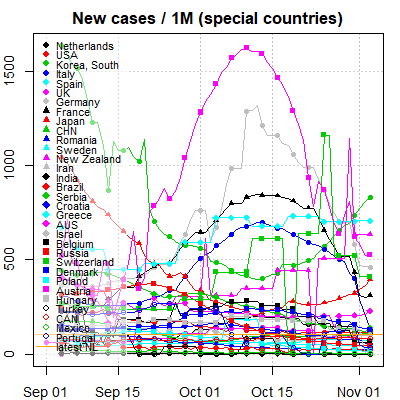 New cases / 1M (special countries)
1500
1000
500
0
Netherlands
USA
Korea, South
Italy
Spain
UK
Germany
France
Japan
CHN
Romania
Sweden
New Zealand
Iran
India
Brazil
Serbia
Croatia
Greece
AUS
Israel
Belgium
Russia
Switzerland
Denmark
Poland
Austria
Hungary
Turkey
CAN
Mexico
Portugal
latest NL
Sep 01
Sep 15
Oct 01
Oct 15
Nov 01